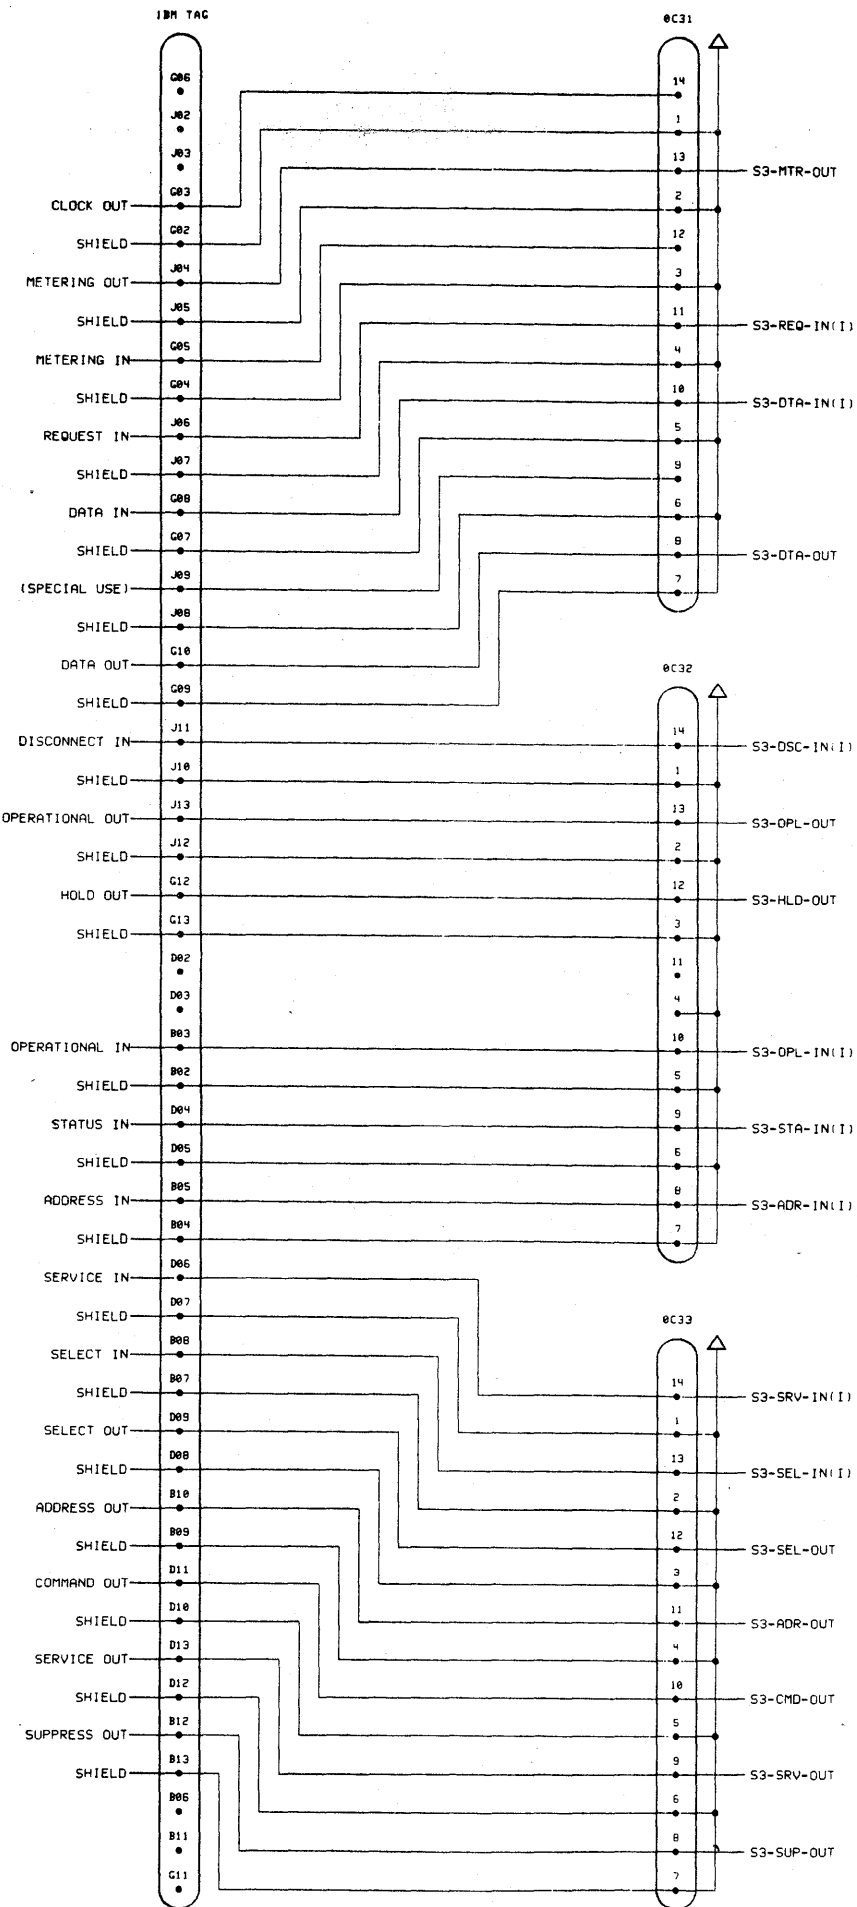 IBM TAG 0C31
G06 14
J02 1
J03 13 S3-MTR-OUT
CLOCK OUT G03 2
SHIELD G02 12
METERING OUT J04 3
SHIELD J05 11 S3-REQ-IN(I)
METERING IN G05 4
SHIELD G04 10 S3-DTA-IN(I)
REQUEST IN J06 5
SHIELD J07 9
DATA IN G08 6
SHIELD G07 8 S3-DTA-OUT
(SPECIAL USE) J09 7
SHIELD J08
DATA OUT G10 0C32
SHIELD G09
DISCONNECT IN J11 14 S3-DSC-IN(I)
SHIELD J10 1
OPERATIONAL OUT J13 13 S3-OPL-OUT
SHIELD J12 2
HOLD OUT G12 12 S3-HLD-OUT
SHIELD G13 3
D02 11
D03 4
OPERATIONAL IN B03 10 S3-OPL-IN(I)
SHIELD B02 5
STATUS IN D04 9 S3-STA-IN(I)
SHIELD D05 6
ADDRESS IN B05 8 S3-ADR-IN(I)
SHIELD B04 7
SERVICE IN D06
SHIELD D07 0C33
SELECT IN B08
SHIELD B07 14 S3-SRV-IN(I)
SELECT OUT D09 1
SHIELD D08 13 S3-SEL-IN(I)
ADDRESS OUT B10 2
SHIELD B09 12 S3-SEL-OUT
COMMAND OUT D11 3
SHIELD D10 11 S3-ADR-OUT
SERVICE OUT D13 4
SHIELD D12 10 S3-CMD-OUT
SUPPRESS OUT B12 5
SHIELD B13 9 S3-SRV-OUT
B06 6
B11 8 S3-SUP-OUT
G11 7